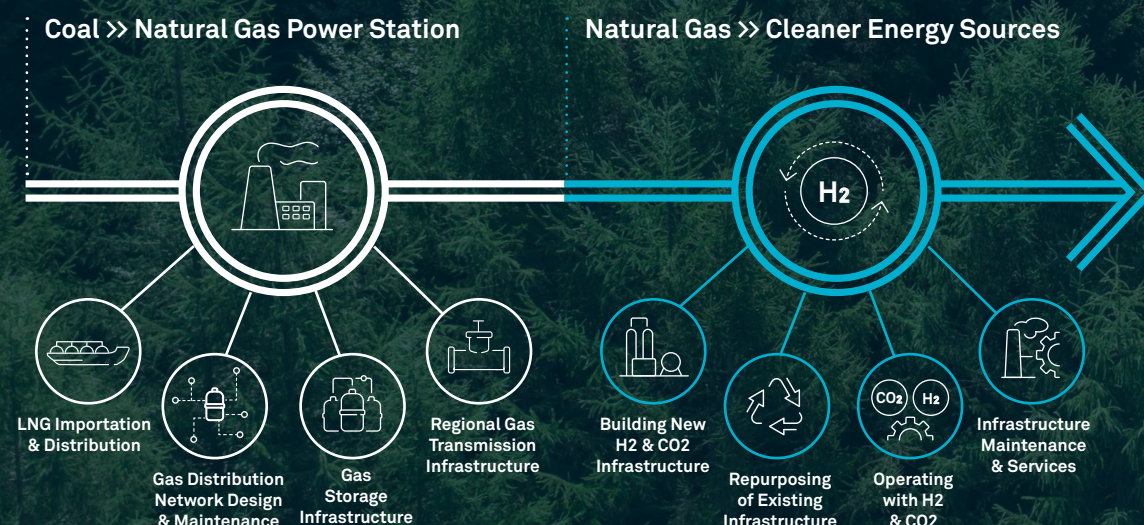 Coal >> Natural Gas Power Station
Natural Gas >> Cleaner Energy Sources
H2
LNG Importation
& Distribution
Gas Distribution
Network Design
& Maintenance
Gas
Storage
Infrastructure
Regional Gas
Transmission
Infrastructure
Building New
H2 & CO2
Infrastructure
Repurposing
of Existing
Infrastructure
CO2 H2
Operating
with H2
& CO2
Infrastructure
Maintenance
& Services